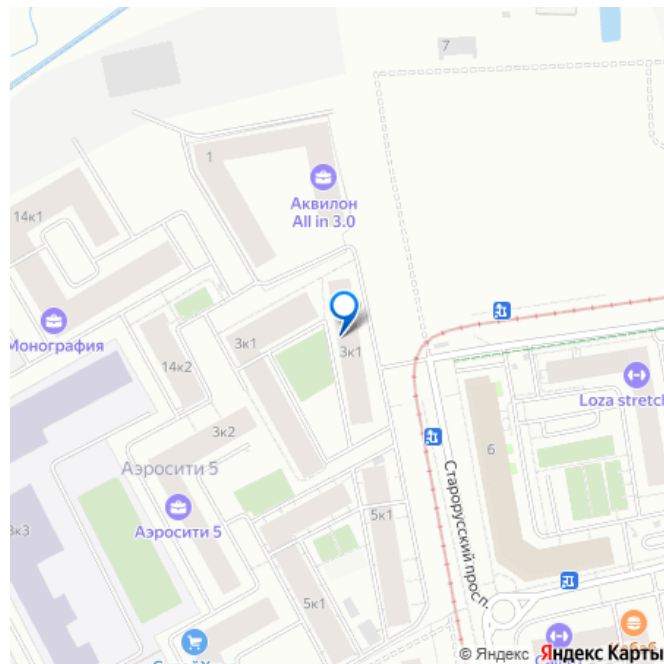 7
1
Аквилон
All in 3.0
14к1
Монография
3к1
3к1
14к2
Loza stretch
3к2
6
Аэросити 5
Старорусский просп.
Аэросити 5
5к1
5к1
© Яндекс Яндекс Карты